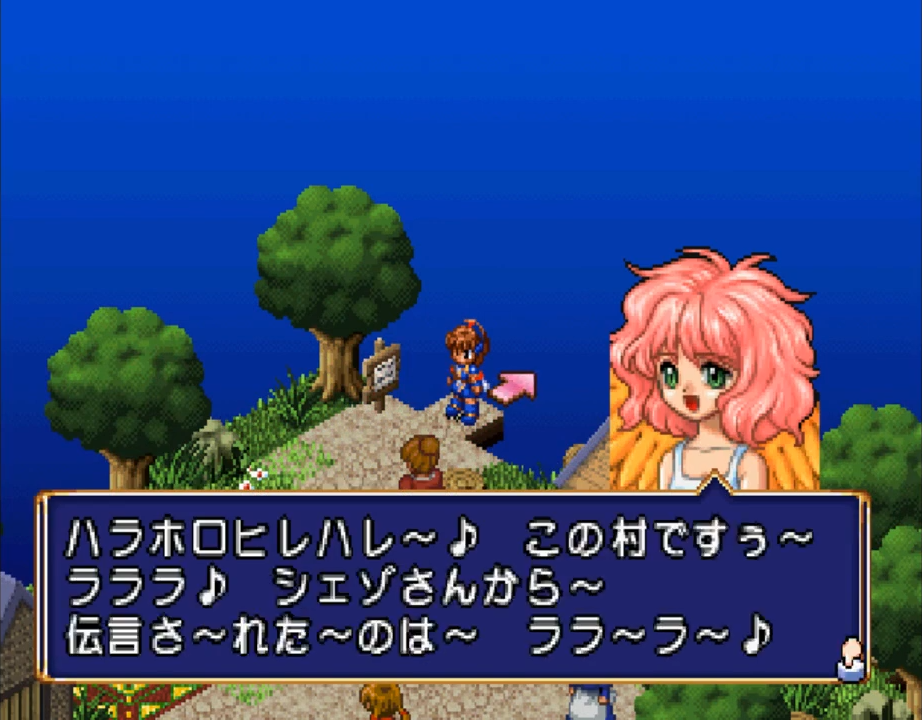 ハラホロヒレハレ～♪　この村ですぅ～
ラララ♪　シェゾさんから～
伝言さ～れた～のは～　ララ～ラ～♪